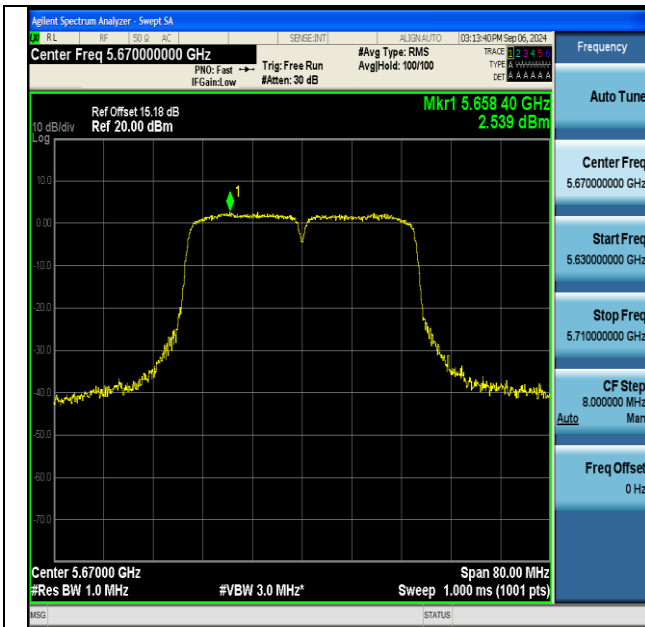 Agilent Spectrum Analyzer - Swept SA
LXI RL RF 50 Ω AC SENSE:INT ALIGN AUTO 03:13:40 PM Sep 06, 2024
Center Freq 5.670000000 GHz
PNO: Fast
IFGain:Low
Trig: Free Run
#Atten: 30 dB
#Avg Type: RMS
Avg|Hold: 100/100
TRACE 1 2 3 4 5 6
TYPE A WWWWW
DET A A A A A A
Mkr1 5.658 40 GHz
2.539 dBm
Ref Offset 15.18 dB
10 dB/div Ref 20.00 dBm
Log
10.0
0.00
-10.0
-20.0
-30.0
-40.0
-50.0
-60.0
-70.0
1
Center 5.67000 GHz Span 80.00 MHz
#Res BW 1.0 MHz #VBW 3.0 MHz* Sweep 1.000 ms (1001 pts)
MSG STATUS
Frequency
Auto Tune
Center Freq
5.670000000 GHz
Start Freq
5.630000000 GHz
Stop Freq
5.710000000 GHz
CF Step
8.000000 MHz
Auto Man
Freq Offset
0 Hz